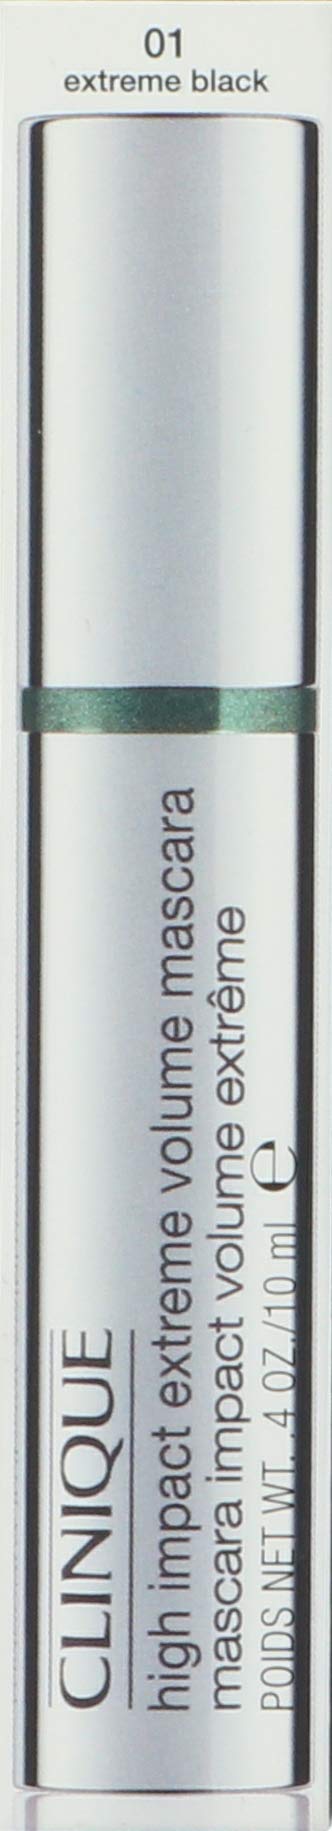 01
extreme black
CLINIQUE
high impact extreme volume mascara
mascara impact volume extrême
POIDS NET WT. .4 OZ./10 ml e